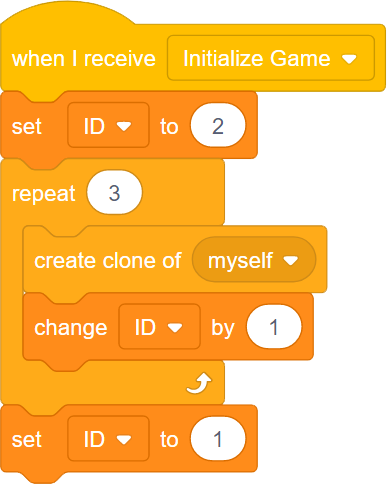 when I receive Initialize Game
set ID to 2
repeat 3
create clone of myself
change ID by 1
set ID to 1